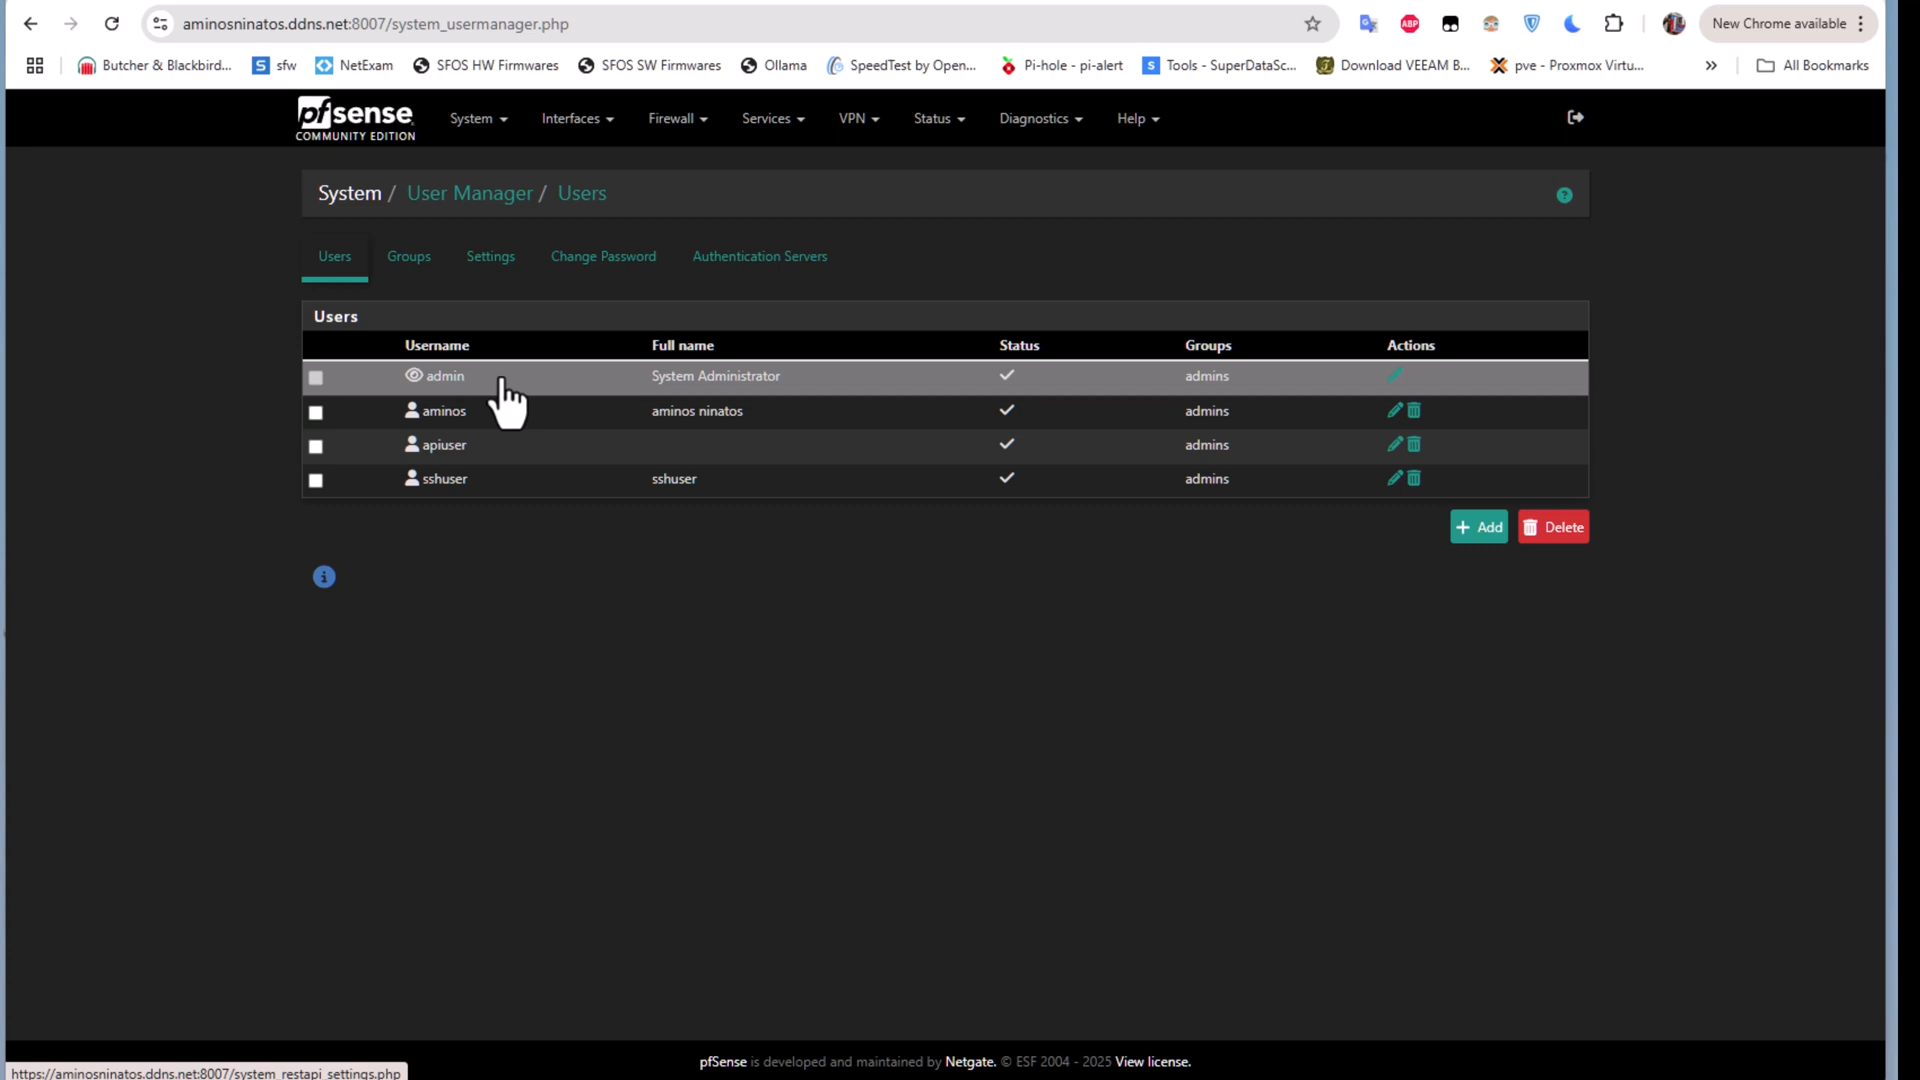 aminosninatos.ddns.net:8007/system_usermanager.php
ABP
New Chrome available
Butcher & Blackbird...
S sfw
NetExam
SFOS HW Firmwares
SFOS SW Firmwares
Ollama
SpeedTest by Open...
Pi-hole - pi-alert
S Tools - SuperDataSc...
Download VEEAM B...
pve - Proxmox Virtu...
»
All Bookmarks
pfsense
COMMUNITY EDITION
System
Interfaces
Firewall
Services
VPN
Status
Diagnostics
Help
System / User Manager / Users
Users
Groups
Settings
Change Password
Authentication Servers
Users
Username Full name Status Groups Actions
admin System Administrator admins
aminos aminos ninatos admins
apiuser admins
sshuser sshuser admins
+ Add
Delete
pfSense is developed and maintained by Netgate. © ESF 2004 - 2025 View license.
https://aminosninatos.ddns.net:8007/system_restapi_settings.php